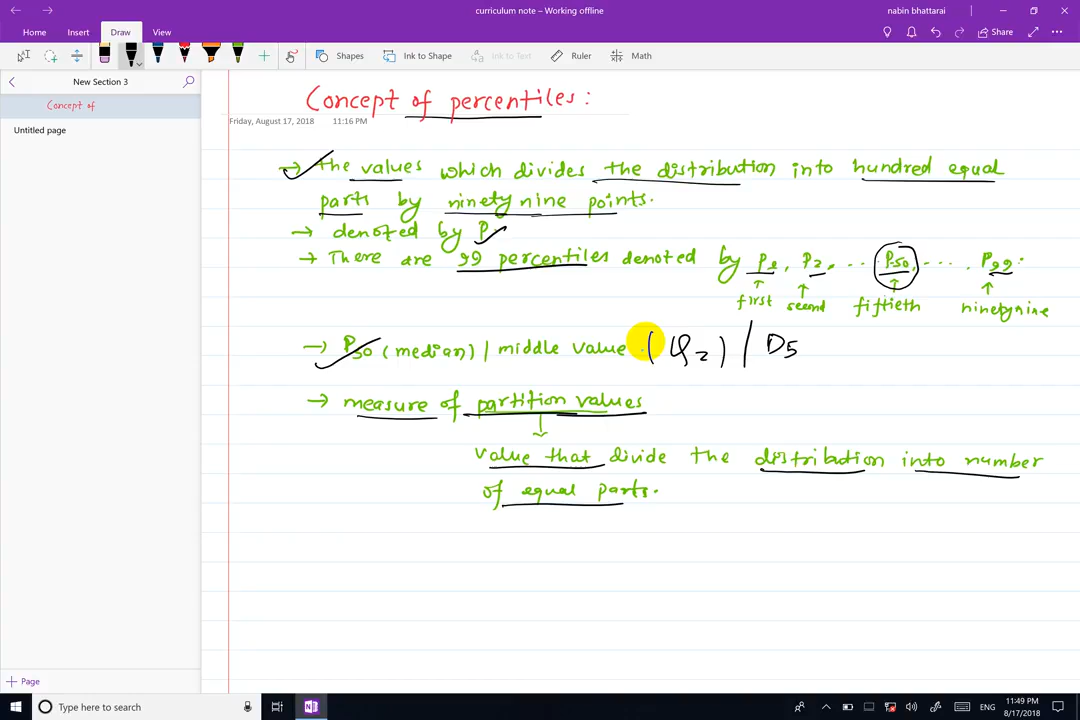 curriculum note – Working offline
nabin bhattarai
Home Insert Draw View
Share
Shapes Ink to Shape Ink to Text Ruler Math
New Section 3
Concept of
Untitled page
Concept of percentiles:
Friday, August 17, 2018 11:16 PM
→ The values which divides the distribution into hundred equal
parts by ninety nine points.
→ denoted by P.
→ There are 99 percentiles denoted by P1, P2, ... P50, .... P99.
first second fiftieth ninetynine
→ P50 (median) | middle value. (Q2) | D5
→ measure of partition values
value that divide the distribution into number
of equal parts.
+ Page
Type here to search
ENG
11:49 PM
8/17/2018